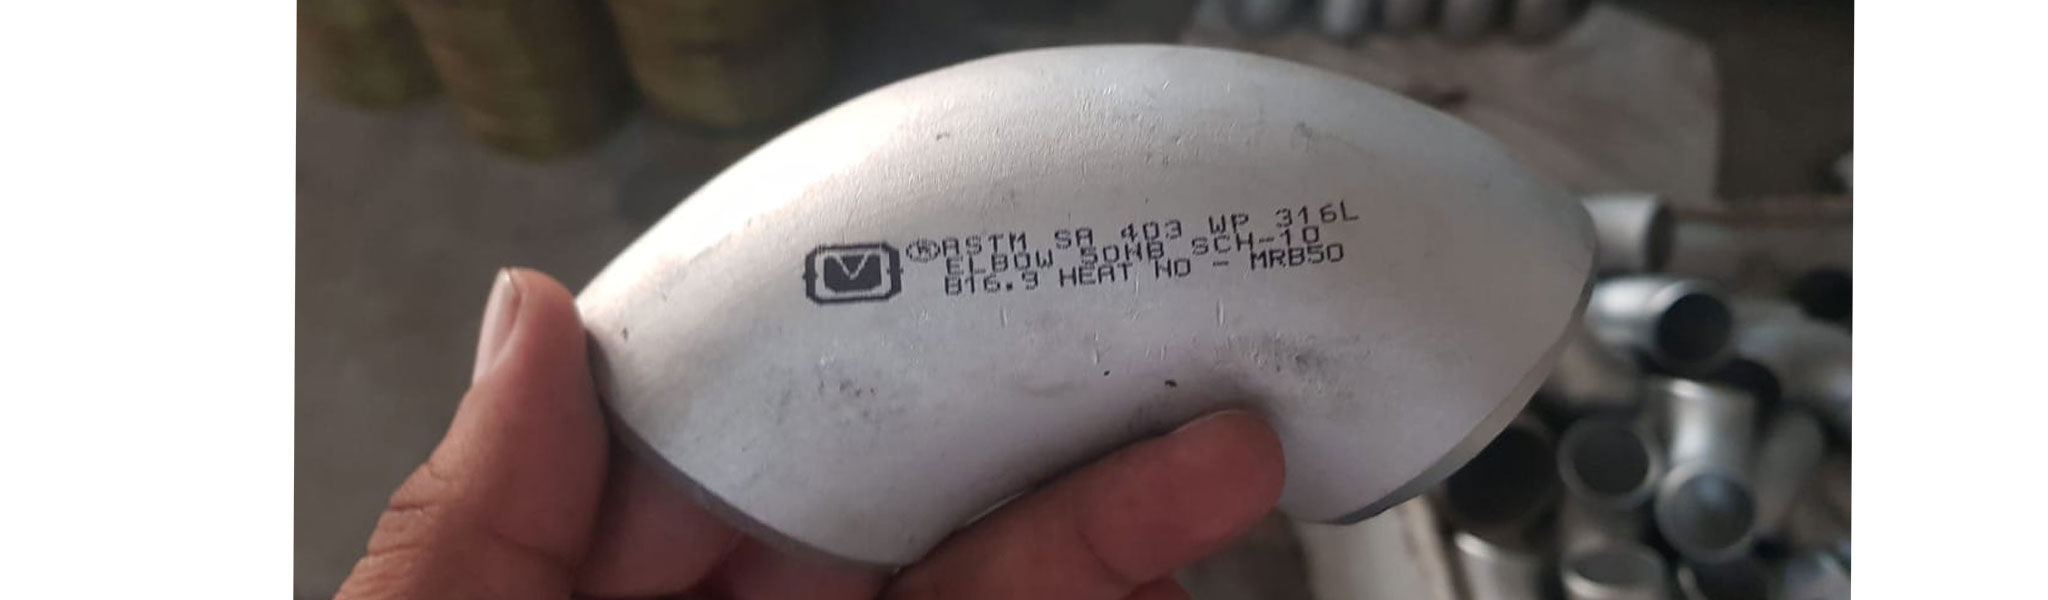 ®ASTM SA 403 WP 316L
ELBOW 50NB SCH-10
B16.9 HEAT NO - MRB50